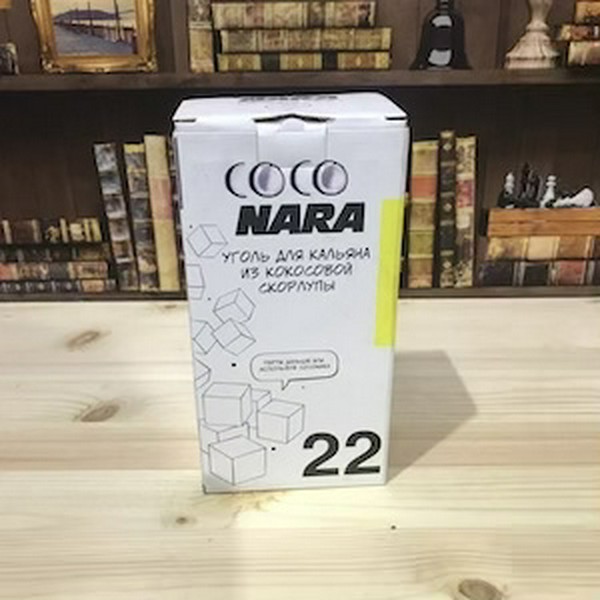 COCO
NARA
УГОЛЬ ДЛЯ КАЛЬЯНА
ИЗ КОКОСОВОЙ
СКОРЛУПЫ
22